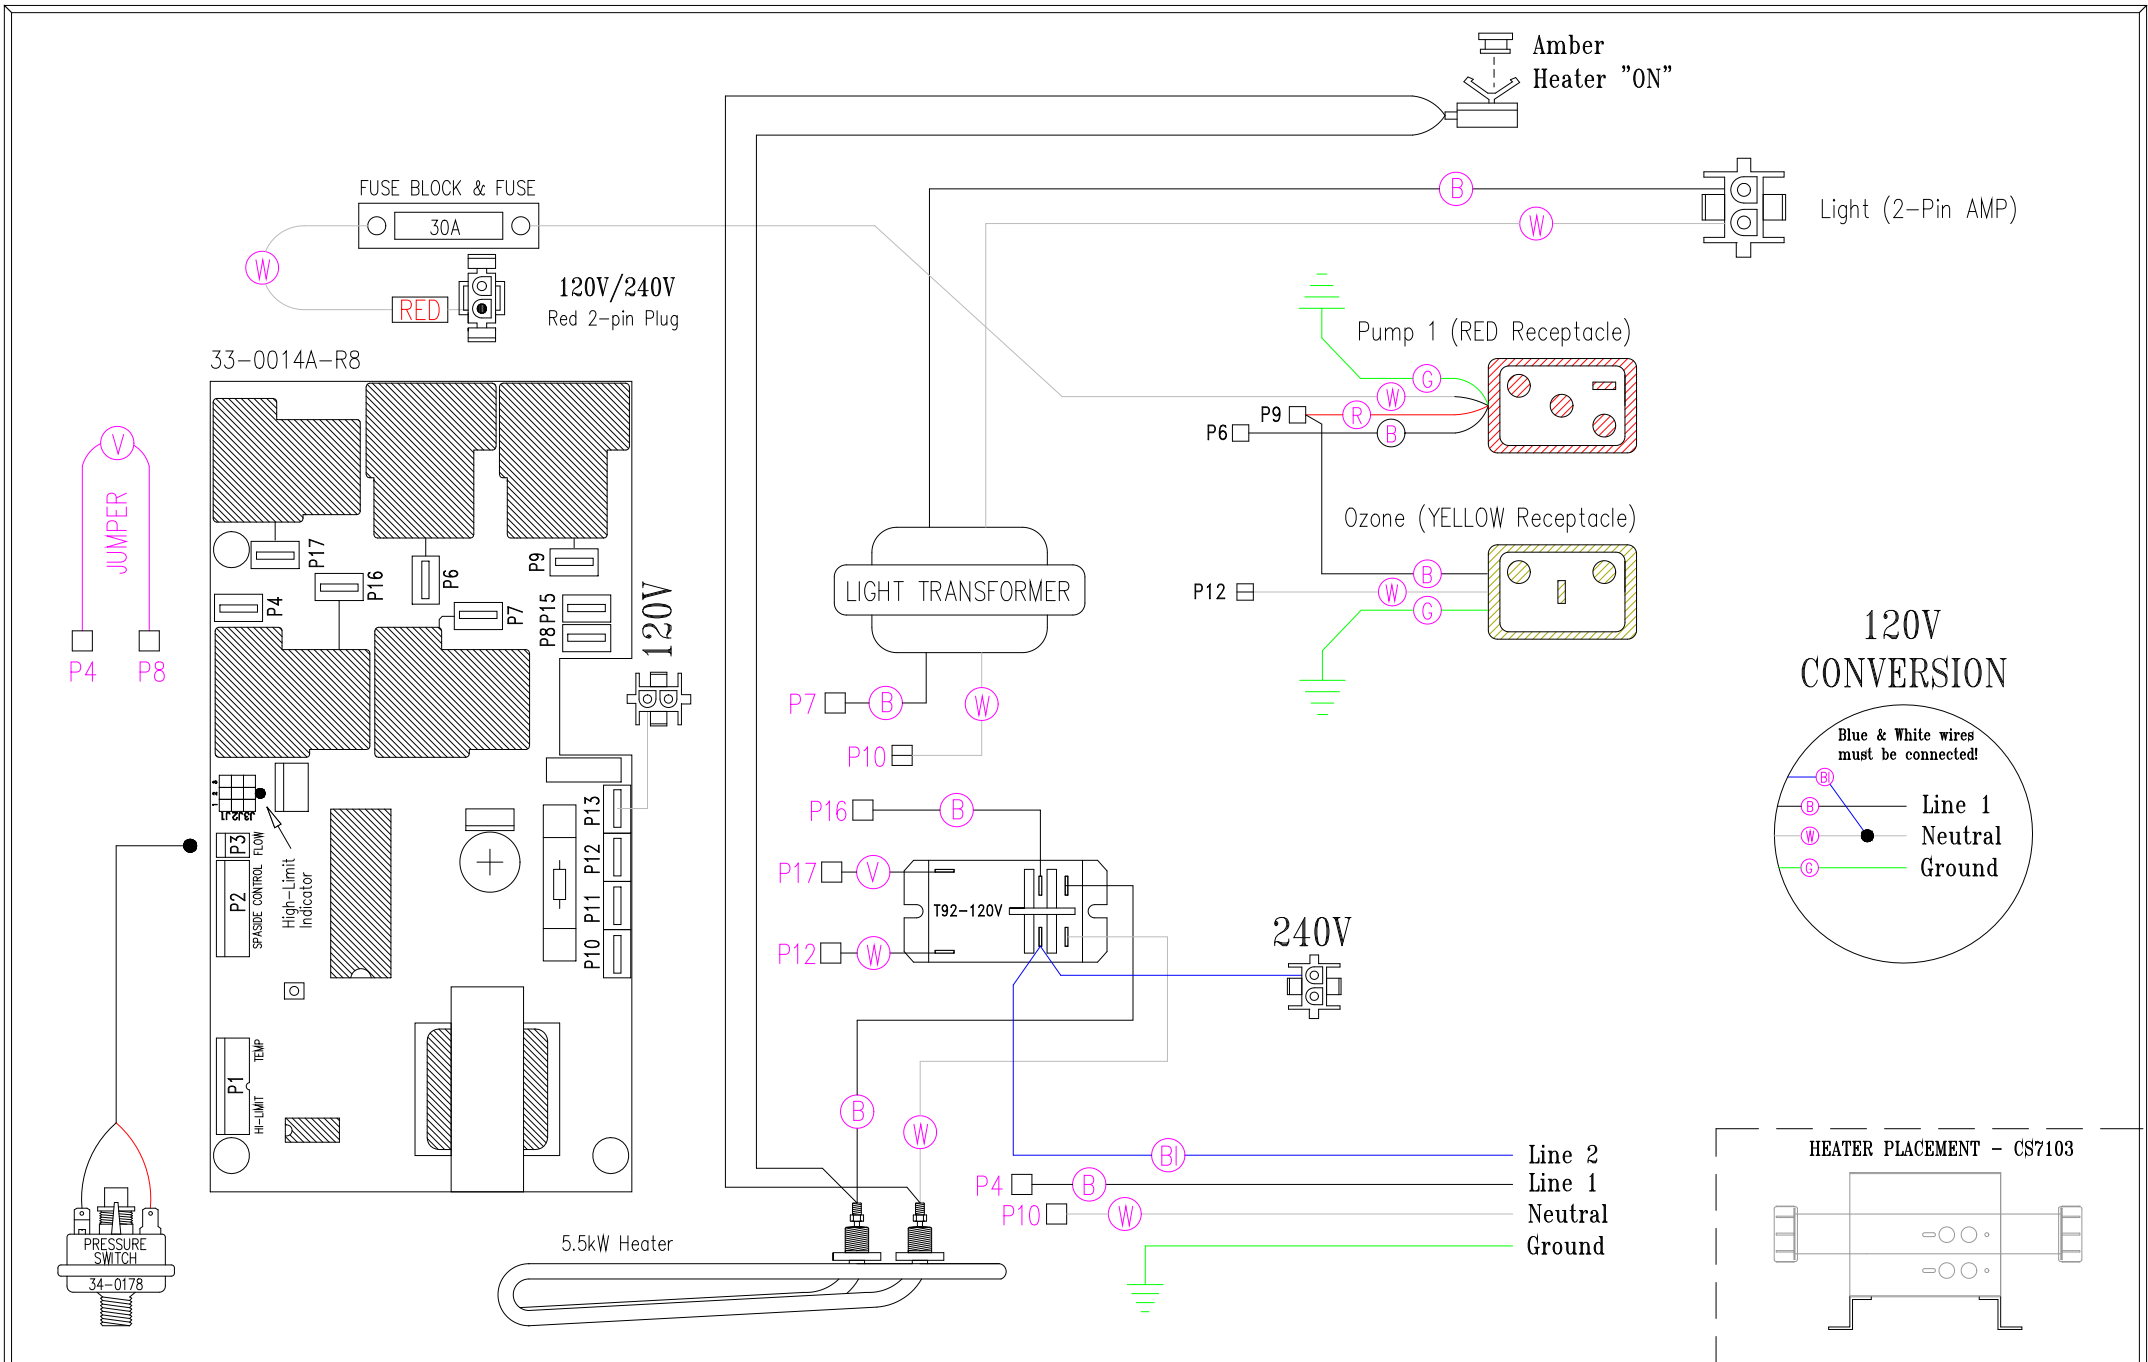 Amber
Heater "ON"
FUSE BLOCK & FUSE
30A
B
W
Light (2-Pin AMP)
W
RED
120V/240V
Red 2-pin Plug
Pump 1 (RED Receptacle)
G
W
P9
R
P6
B
33-0014A-R8
V
JUMPER
P4
P8
P17
P16
P6
P9
P4
P7
P15
P8
120V
Ozone (YELLOW Receptacle)
B
P12
W
G
LIGHT TRANSFORMER
P7
B
W
P10
120V
CONVERSION
Blue & White wires
must be connected!
Bl
B
Line 1
W
Neutral
G
Ground
1 2 3
J3J2J1
P3
FLOW
P2
SPASIDE CONTROL
High-Limit
Indicator
P13
P12
P11
P10
P1
TEMP
HI-LIMIT
P16
B
P17
V
T92-120V
P12
W
240V
B
W
Bl
Line 2
P4
B
Line 1
P10
W
Neutral
Ground
PRESSURE
SWITCH
34-0178
5.5kW Heater
HEATER PLACEMENT - CS7103